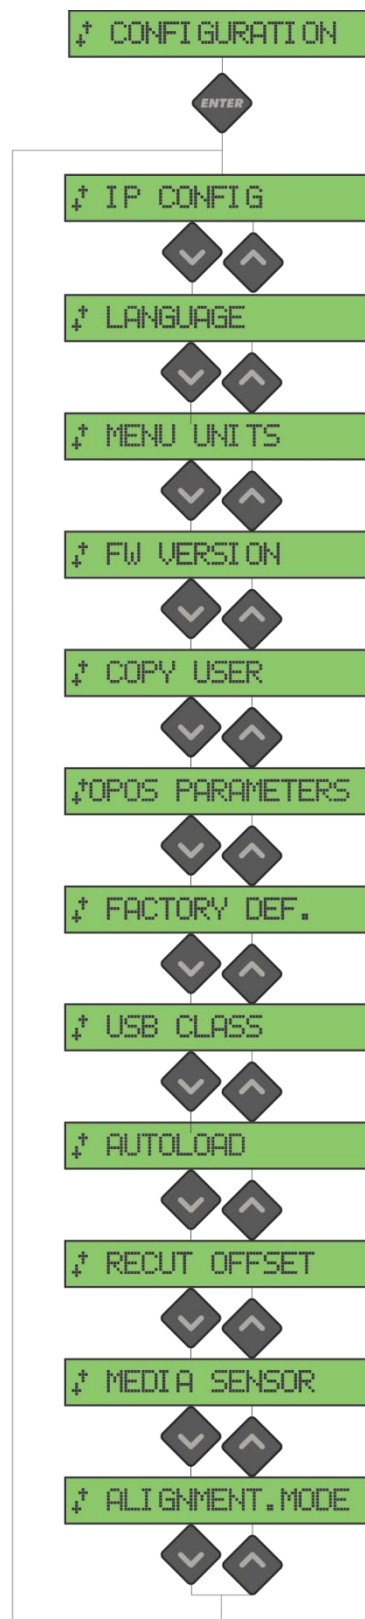 CONFIGURATION
ENTER
IP CONFIG
LANGUAGE
MENU UNITS
FW VERSION
COPY USER
OPOS PARAMETERS
FACTORY DEF.
USB CLASS
AUTOLOAD
RECUT OFFSET
MEDIA SENSOR
ALIGNMENT.MODE